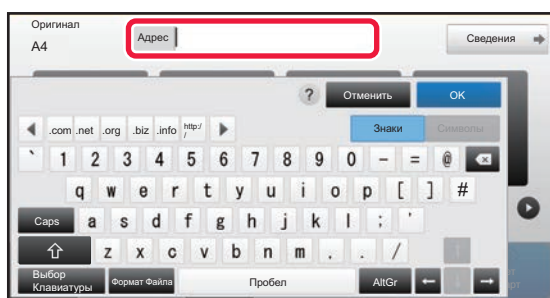 Оригинал
A4
Адрес
Сведения
?
Отменить
OK
.com .net .org .biz .info http://
Знаки
Символы
` 1 2 3 4 5 6 7 8 9 0 - = @
q w e r t y u i o p [ ] #
Caps a s d f g h j k l ; '
z x c v b n m , . /
Выбор
Клавиатуры
Формат Файла
Пробел
AltGr